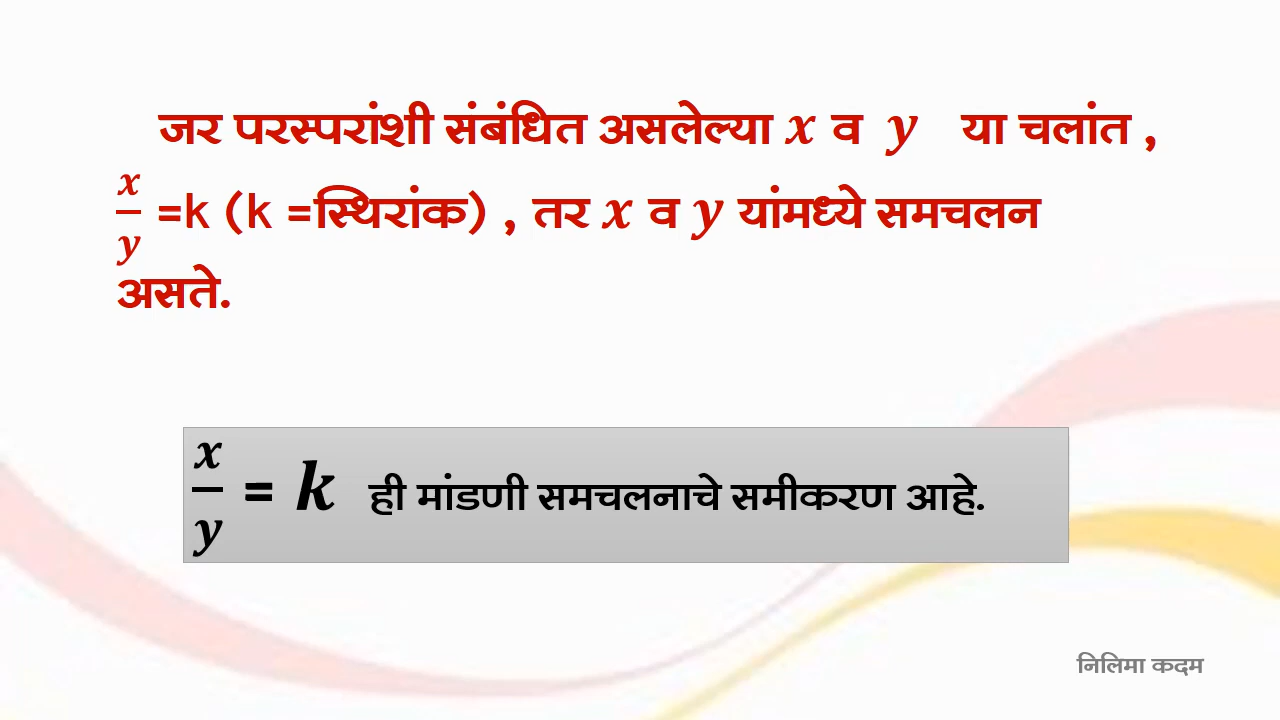 जर परस्परांशी संबंधित असलेल्या x व y या चलांत ,
x/y =k (k =स्थिरांक) , तर x व y यांमध्ये समचलन
असते.
x/y = k ही मांडणी समचलनाचे समीकरण आहे.
निलिमा कदम